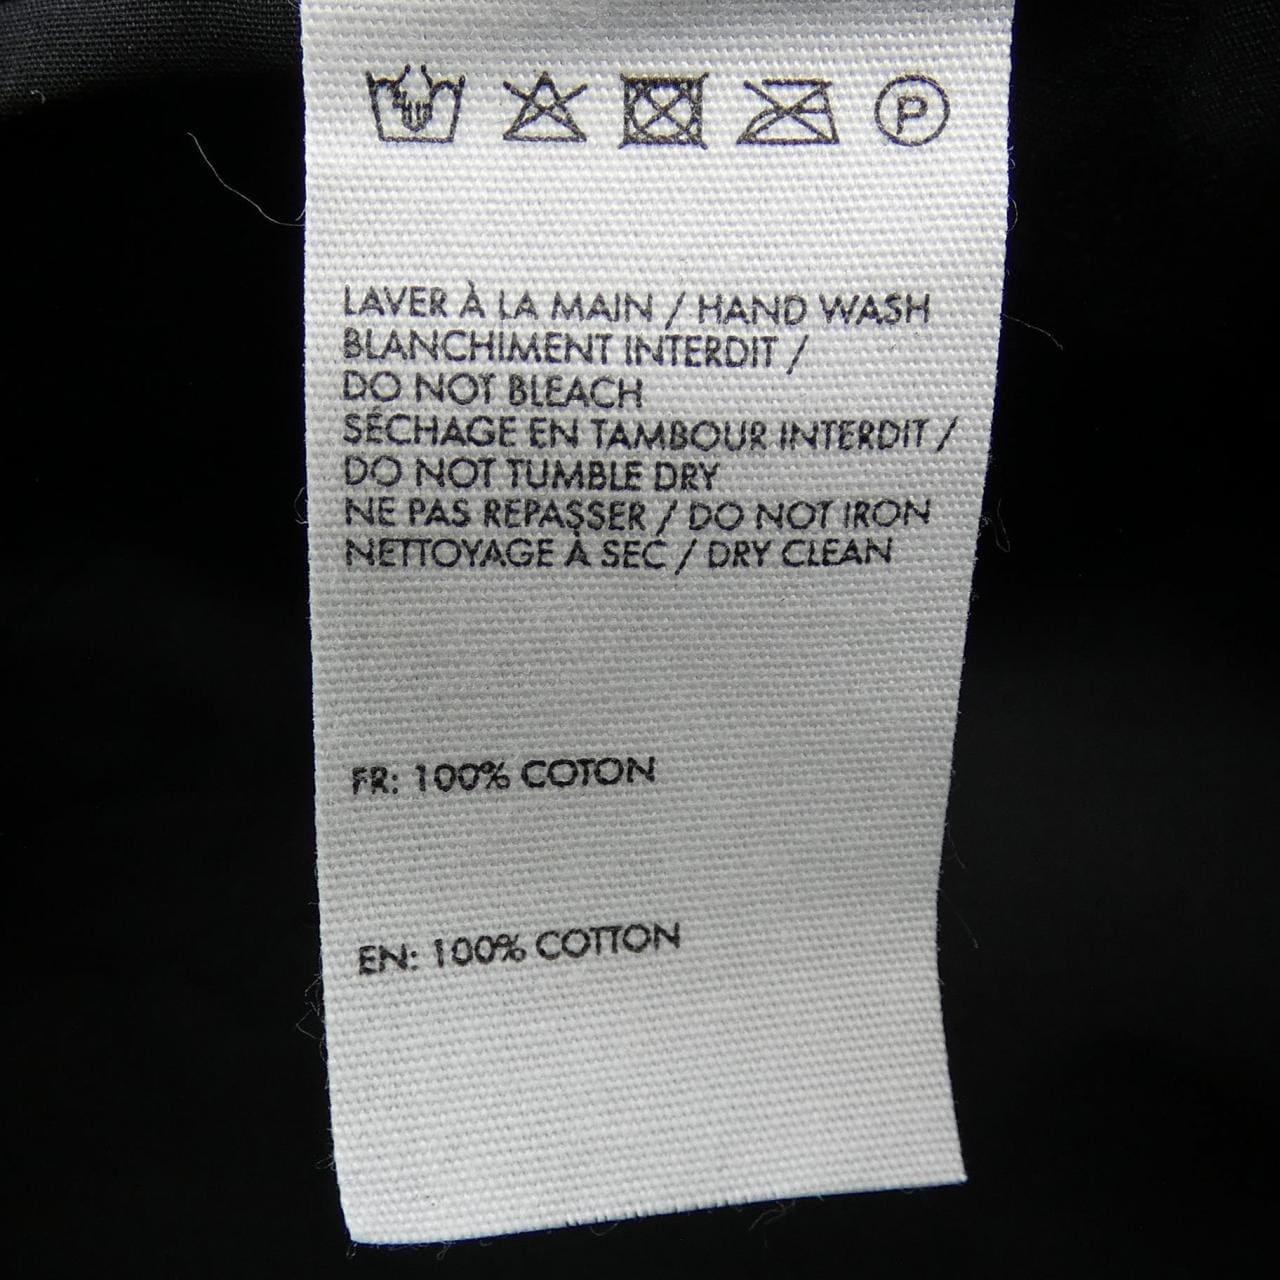 P
LAVER À LA MAIN / HAND WASH
BLANCHIMENT INTERDIT /
DO NOT BLEACH
SÉCHAGE EN TAMBOUR INTERDIT /
DO NOT TUMBLE DRY
NE PAS REPASSER / DO NOT IRON
NETTOYAGE À SEC / DRY CLEAN
FR: 100% COTON
EN: 100% COTTON